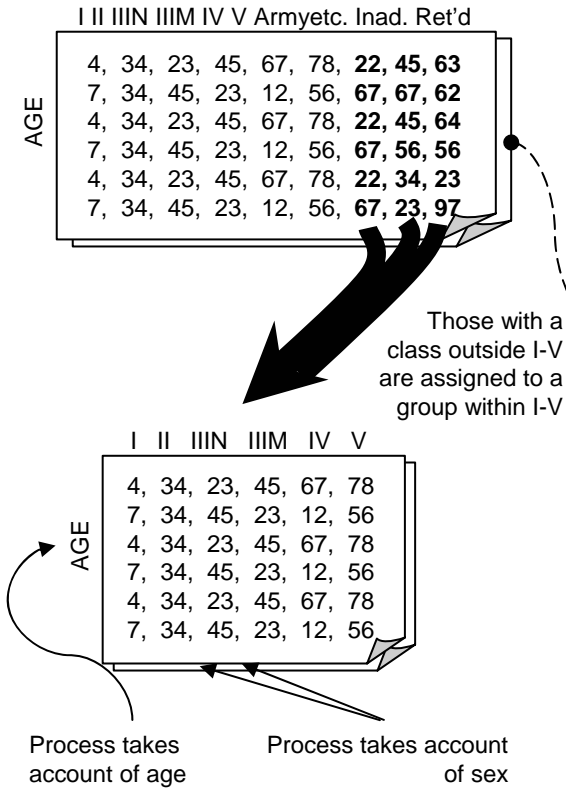 I II IIIN IIIM IV V Armyetc. Inad. Ret'd
AGE
4, 34, 23, 45, 67, 78, 22, 45, 63
7, 34, 45, 23, 12, 56, 67, 67, 62
4, 34, 23, 45, 67, 78, 22, 45, 64
7, 34, 45, 23, 12, 56, 67, 56, 56
4, 34, 23, 45, 67, 78, 22, 34, 23
7, 34, 45, 23, 12, 56, 67, 23, 97
Those with a
class outside I-V
are assigned to a
group within I-V
I II IIIN IIIM IV V
AGE
4, 34, 23, 45, 67, 78
7, 34, 45, 23, 12, 56
4, 34, 23, 45, 67, 78
7, 34, 45, 23, 12, 56
4, 34, 23, 45, 67, 78
7, 34, 45, 23, 12, 56
Process takes
account of age
Process takes account
of sex